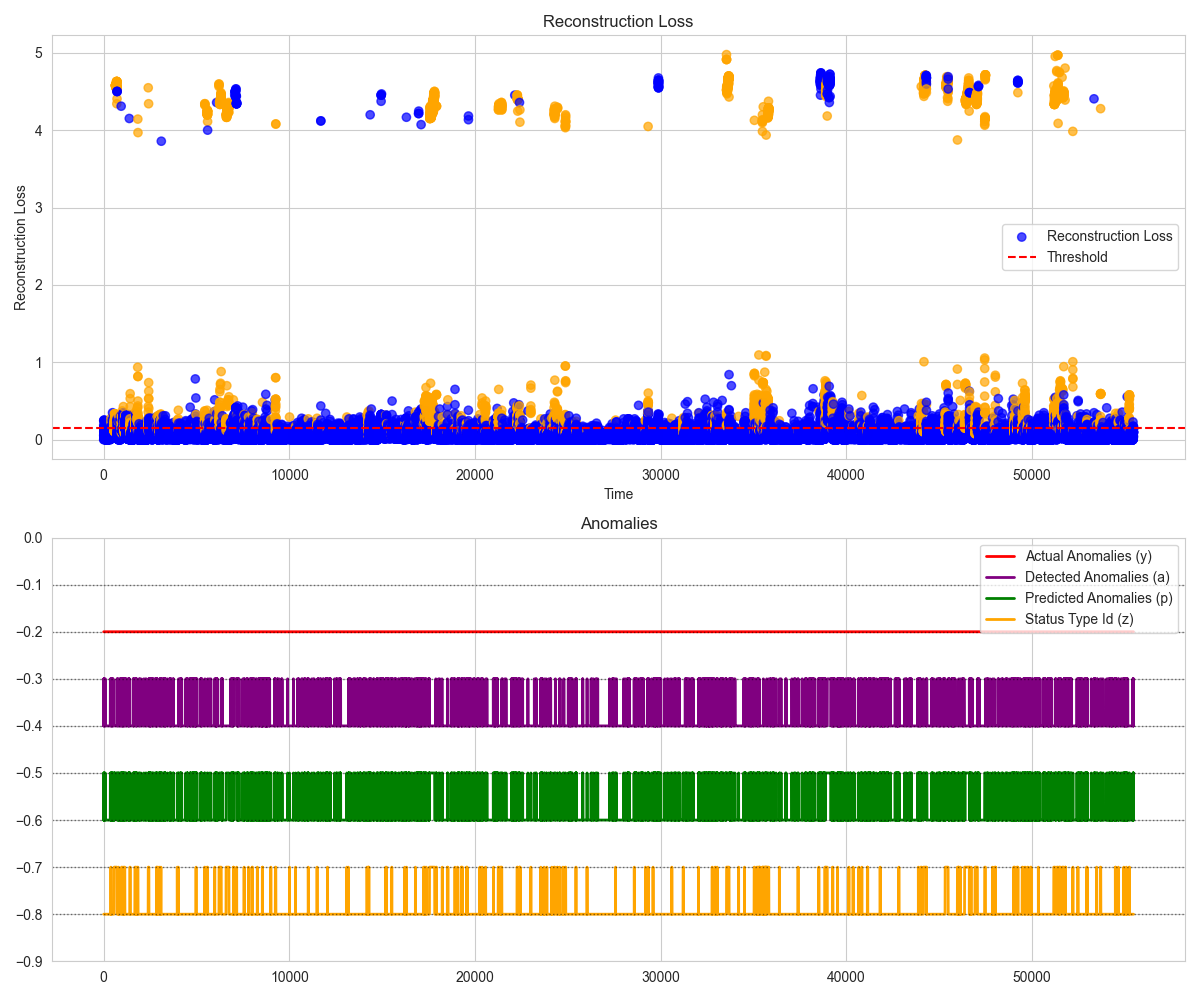 Reconstruction Loss
5
4
3
2
1
0
Reconstruction Loss
Reconstruction Loss
Threshold
0 10000 20000 30000 40000 50000
Time
Anomalies
0.0
−0.1
−0.2
−0.3
−0.4
−0.5
−0.6
−0.7
−0.8
−0.9
Actual Anomalies (y)
Detected Anomalies (a)
Predicted Anomalies (p)
Status Type Id (z)
0 10000 20000 30000 40000 50000